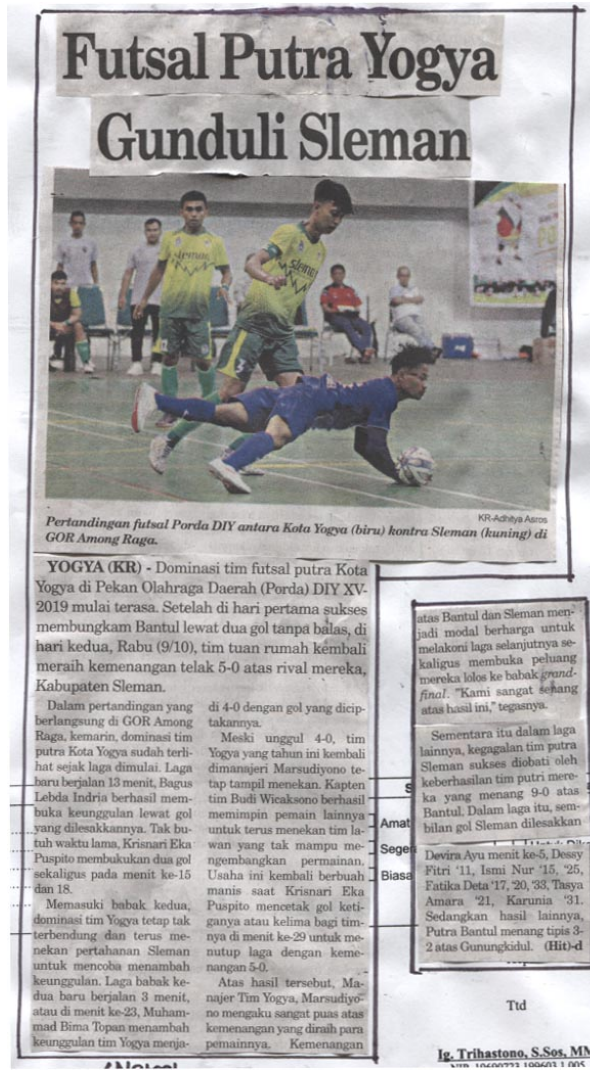 Futsal Putra Yogya
Gunduli Sleman
sleman
sleman
KR-Adhitya Asros
Pertandingan futsal Porda DIY antara Kota Yogya (biru) kontra Sleman (kuning) di
GOR Among Raga.
YOGYA (KR) - Dominasi tim futsal putra Kota
Yogya di Pekan Olahraga Daerah (Porda) DIY XV-
2019 mulai terasa. Setelah di hari pertama sukses
membungkam Bantul lewat dua gol tanpa balas, di
hari kedua, Rabu (9/10), tim tuan rumah kembali
meraih kemenangan telak 5-0 atas rival mereka,
Kabupaten Sleman.
Dalam pertandingan yang
berlangsung di GOR Among
Raga, kemarin, dominasi tim
putra Kota Yogya sudah terli-
hat sejak laga dimulai. Laga
baru berjalan 13 menit, Bagus
Lebda Indria berhasil mem-
buka keunggulan lewat gol
yang dilesakkannya. Tak bu-
tuh waktu lama, Krisnari Eka
Puspito membukukan dua gol
sekaligus pada menit ke-15
dan 18.
Memasuki babak kedua,
dominasi tim Yogya tetap tak
terbendung dan terus me-
nekan pertahanan Sleman
untuk mencoba menambah
keunggulan. Laga babak ke-
dua baru berjalan 3 menit,
atau di menit ke-23, Muham-
mad Bima Topan menambah
keunggulan tim Yogya menja-
di 4-0 dengan gol yang dicip-
takannya.
Meski unggul 4-0, tim
Yogya yang tahun ini kembali
dimanajeri Marsudiyono te-
tap tampil menekan. Kapten
tim Budi Wicaksono berhasil
memimpin pemain lainnya
untuk terus menekan tim la-
wan yang tak mampu me-
ngembangkan permainan.
Usaha ini kembali berbuah
manis saat Krisnari Eka
Puspito mencetak gol keti-
ganya atau kelima bagi tim-
nya di menit ke-29 untuk me-
nutup laga dengan keme-
nangan 5-0.
Atas hasil tersebut, Ma-
najer Tim Yogya, Marsudiyo-
no mengaku sangat puas atas
kemenangan yang diraih para
pemainnya. Kemenangan
atas Bantul dan Sleman men-
jadi modal berharga untuk
melakoni laga selanjutnya se-
kaligus membuka peluang
mereka lolos ke babak grand-
final. "Kami sangat senang
atas hasil ini," tegasnya.
Sementara itu dalam laga
lainnya, kegagalan tim putra
Sleman sukses diobati oleh
keberhasilan tim putri mere-
ka yang menang 9-0 atas
Bantul. Dalam laga itu, sem-
bilan gol Sleman dilesakkan
Devira Ayu menit ke-5, Dessy
Fitri '11, Ismi Nur '15, '25,
Fatika Deta '17, '20, '33, Tasya
Amara '21, Karunia '31.
Sedangkan hasil lainnya,
Putra Bantul menang tipis 3-
2 atas Gunungkidul. (Hit)-d
Amat
Seger
Biasa
Ttd
Ig. Trihastono, S.Sos, MM